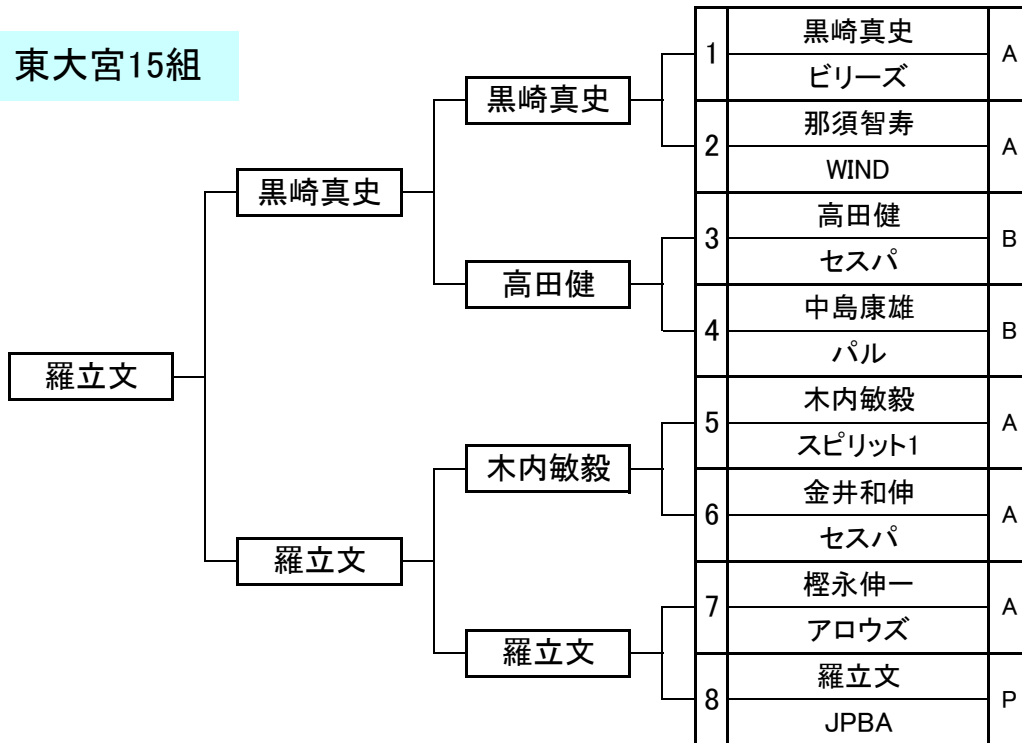 東大宮15組
羅立文
黒崎真史
羅立文
黒崎真史
高田健
木内敏毅
羅立文
1
黒崎真史
ビリーズ
A
2
那須智寿
WIND
A
3
高田健
セスパ
B
4
中島康雄
パル
B
5
木内敏毅
スピリット1
A
6
金井和伸
セスパ
A
7
樫永伸一
アロウズ
A
8
羅立文
JPBA
P